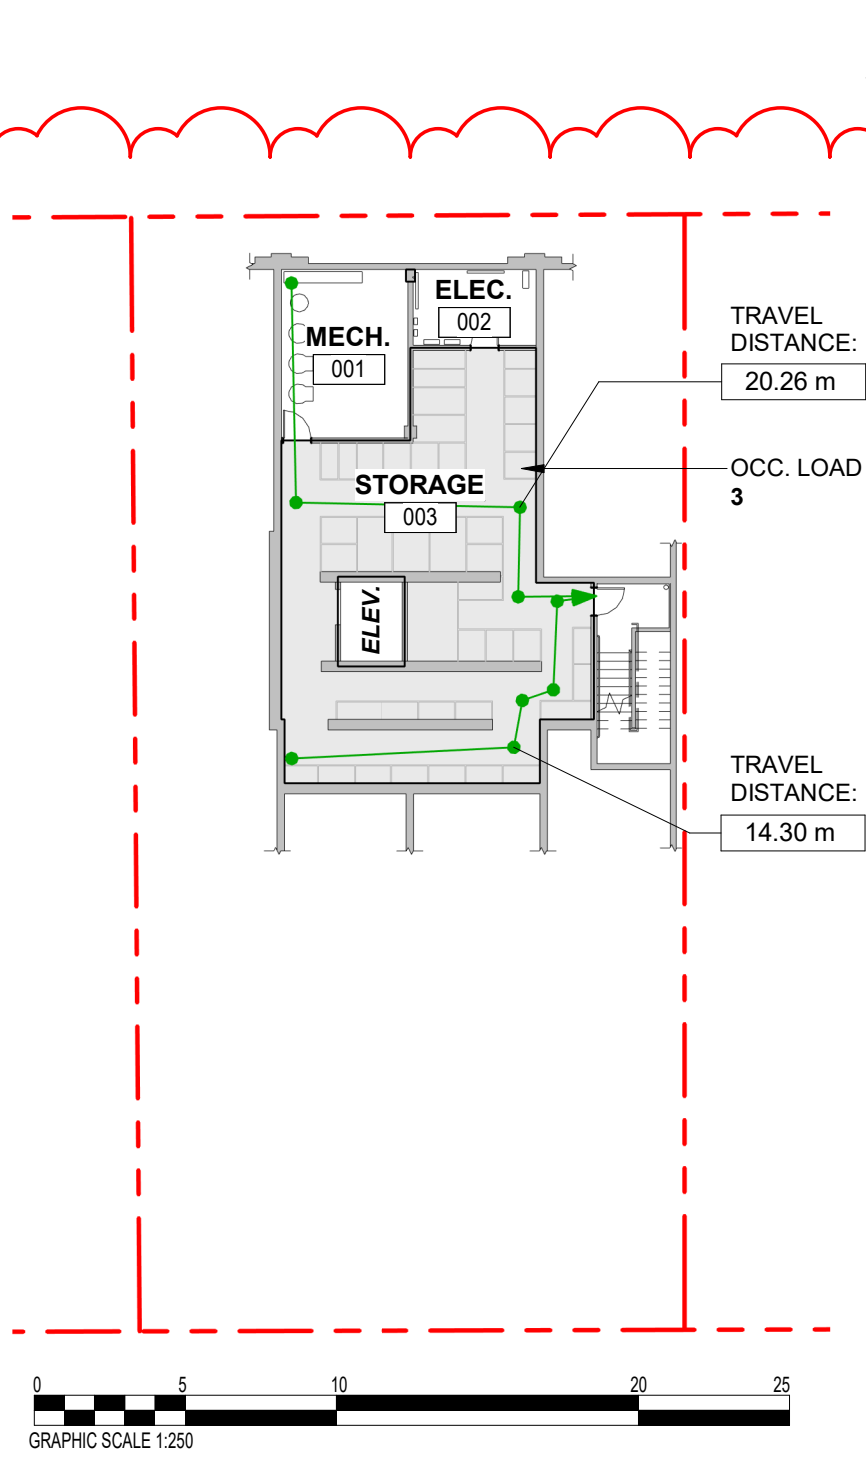 ELEC.
002
MECH.
001
TRAVEL
DISTANCE:
20.26 m
OCC. LOAD
3
STORAGE
003
ELEV.
TRAVEL
DISTANCE:
14.30 m
0 5 10 20 25
GRAPHIC SCALE 1:250